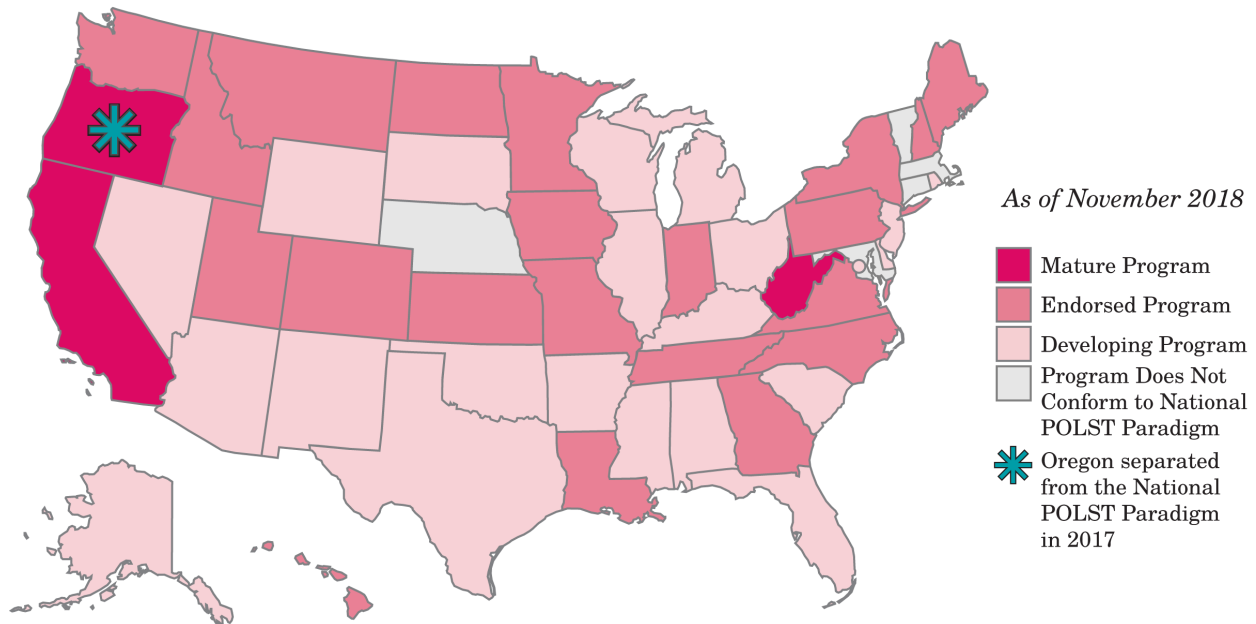 As of November 2018
Mature Program
Endorsed Program
Developing Program
Program Does Not
Conform to National
POLST Paradigm
Oregon separated
from the National
POLST Paradigm
in 2017